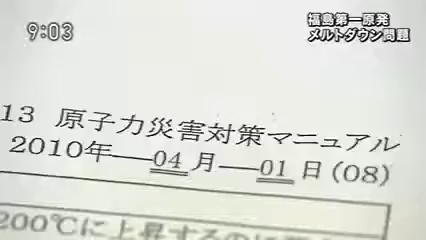 9:03
福島第一原発
メルトダウン問題
13 原子力災害対策マニュアル
2010年―04月―01日(08)
200℃に上昇するのに